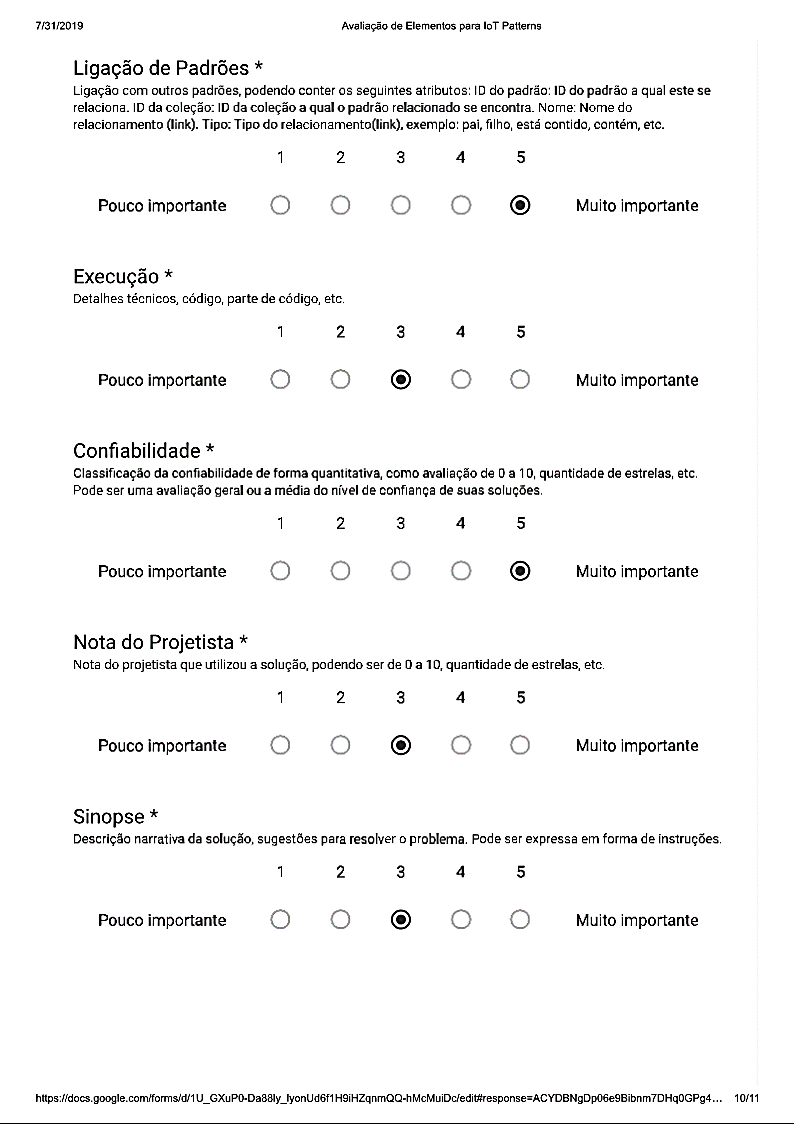 7/31/2019 Avaliação de Elementos para IoT Patterns
Ligação de Padrões *
Ligação com outros padrões, podendo conter os seguintes atributos: ID do padrão: ID do padrão a qual este se
relaciona. ID da coleção: ID da coleção a qual o padrão relacionado se encontra. Nome: Nome do
relacionamento (link). Tipo: Tipo do relacionamento(link), exemplo: pai, filho, está contido, contém, etc.
1 2 3 4 5
Pouco importante Muito importante
Execução *
Detalhes técnicos, código, parte de código, etc.
1 2 3 4 5
Pouco importante Muito importante
Confiabilidade *
Classificação da confiabilidade de forma quantitativa, como avaliação de 0 a 10, quantidade de estrelas, etc.
Pode ser uma avaliação geral ou a média do nível de confiança de suas soluções.
1 2 3 4 5
Pouco importante Muito importante
Nota do Projetista *
Nota do projetista que utilizou a solução, podendo ser de 0 a 10, quantidade de estrelas, etc.
1 2 3 4 5
Pouco importante Muito importante
Sinopse *
Descrição narrativa da solução, sugestões para resolver o problema. Pode ser expressa em forma de instruções.
1 2 3 4 5
Pouco importante Muito importante
https://docs.google.com/forms/d/1U_GXuP0-Da88ly_lyonUd6f1H9iHZqnmQQ-hMcMuiDc/edit#response=ACYDBNgDp06e9Bibnm7DHq0GPg4… 10/11